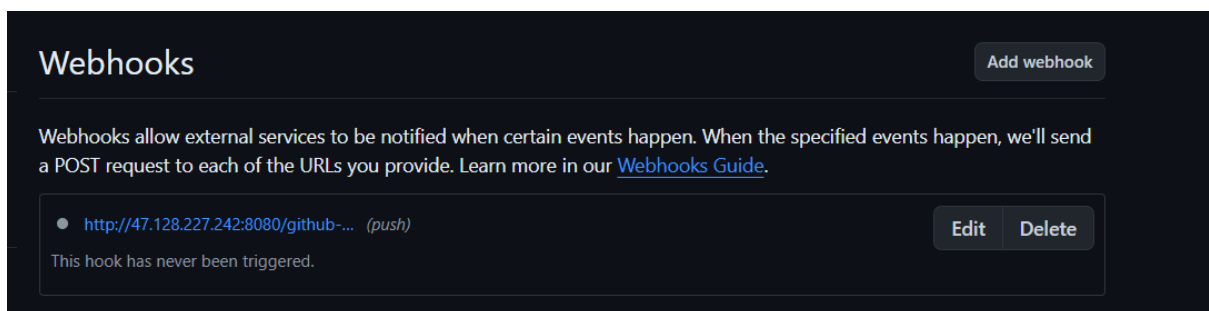 Webhooks
Add webhook
Webhooks allow external services to be notified when certain events happen. When the specified events happen, we'll send
a POST request to each of the URLs you provide. Learn more in our Webhooks Guide.
http://47.128.227.242:8080/github-... (push)
Edit
Delete
This hook has never been triggered.